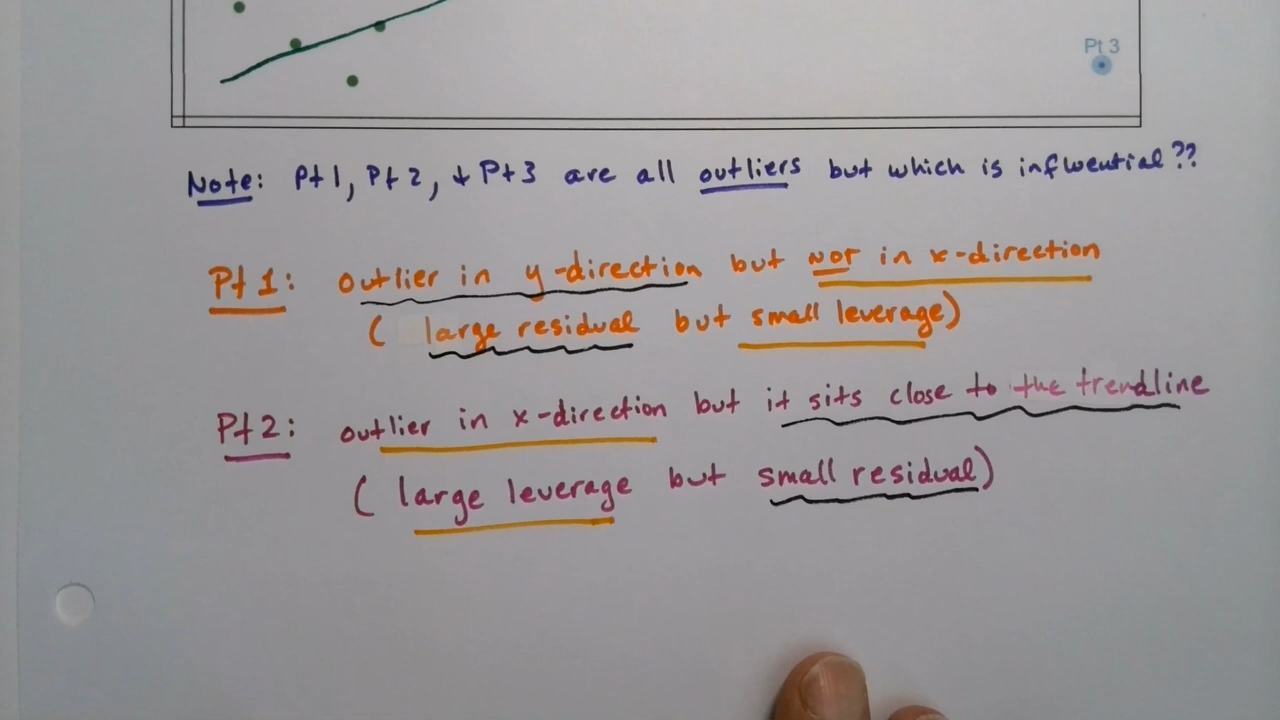 Pt 3
Note: Pt 1, Pt 2, + Pt 3 are all outliers but which is influential??
Pt 1: outlier in y-direction but not in x-direction
( large residual but small leverage)
Pt 2: outlier in x-direction but it sits close to the trendline
( large leverage but small residual)